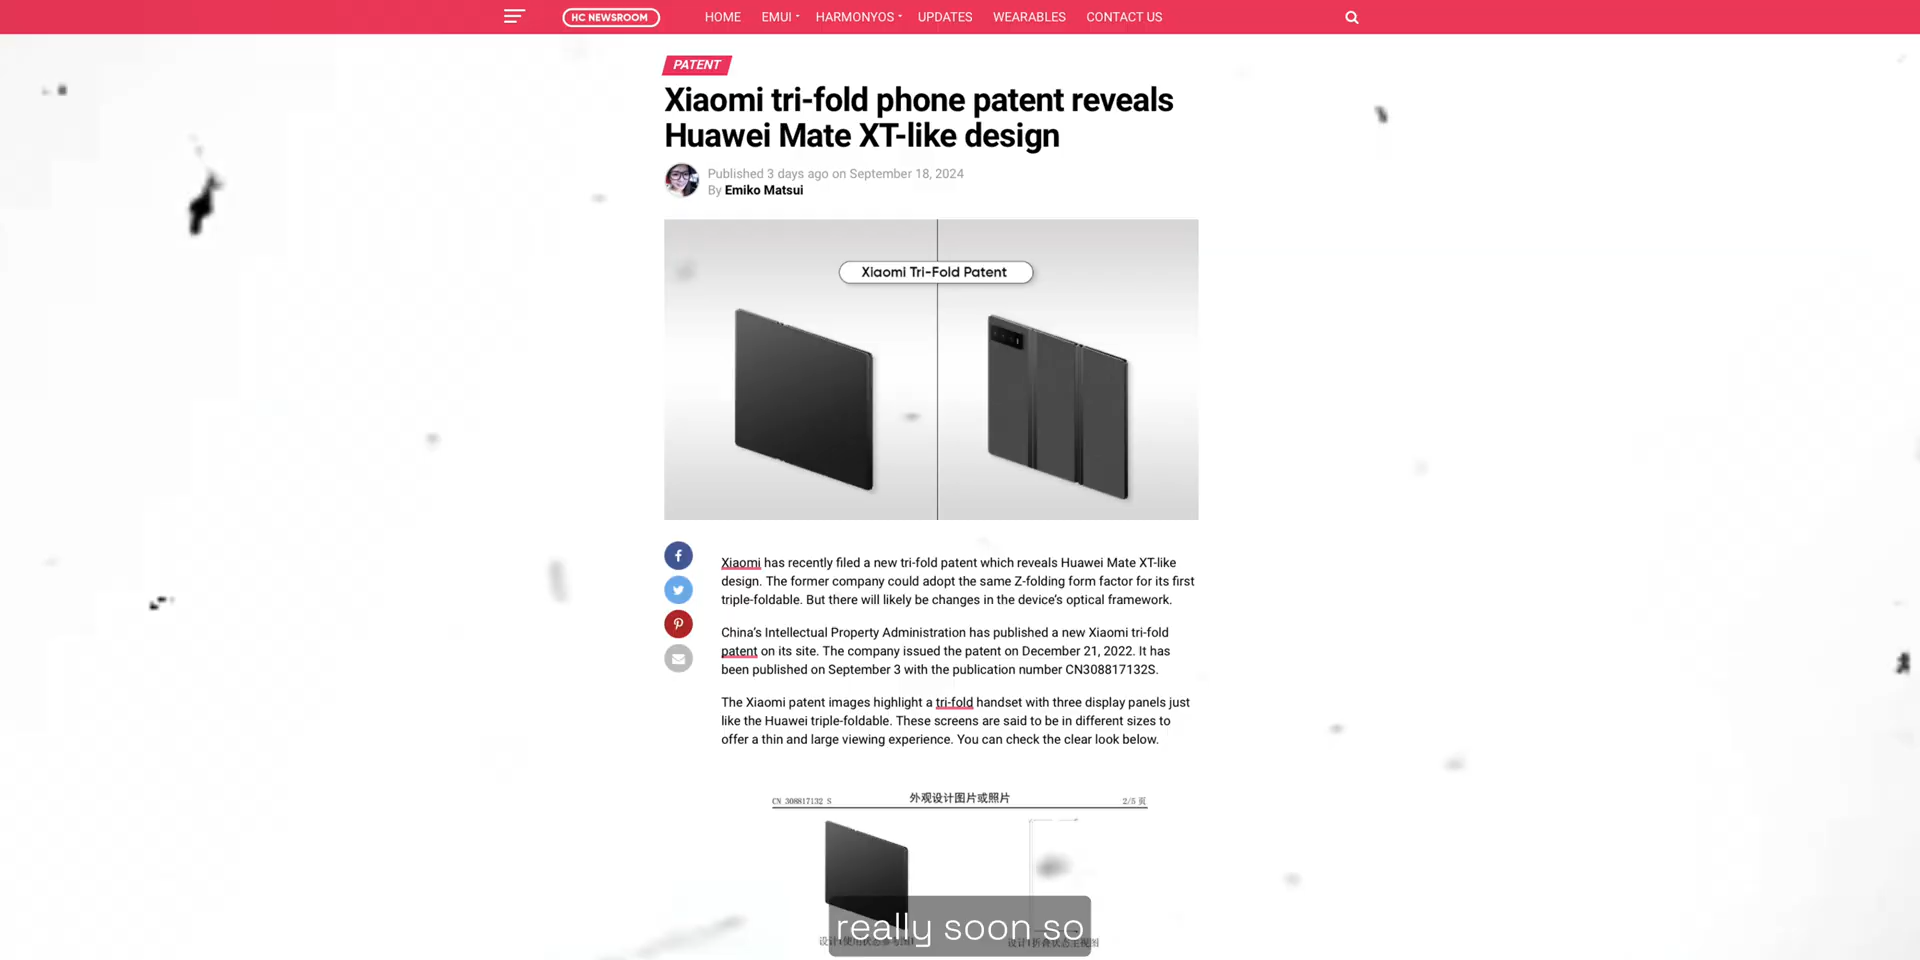 HC NEWSROOM
HOME EMUI HARMONYOS UPDATES WEARABLES CONTACT US
PATENT
Xiaomi tri-fold phone patent reveals
Huawei Mate XT-like design
Published 3 days ago on September 18, 2024
By Emiko Matsui
Xiaomi Tri-Fold Patent
Xiaomi has recently filed a new tri-fold patent which reveals Huawei Mate XT-like
design. The former company could adopt the same Z-folding form factor for its first
triple-foldable. But there will likely be changes in the device's optical framework.
China's Intellectual Property Administration has published a new Xiaomi tri-fold
patent on its site. The company issued the patent on December 21, 2022. It has
been published on September 3 with the publication number CN308817132S.
The Xiaomi patent images highlight a tri-fold handset with three display panels just
like the Huawei triple-foldable. These screens are said to be in different sizes to
offer a thin and large viewing experience. You can check the clear look below.
CN 308817132 S 外观设计图片或照片 2/5 页
really soon so